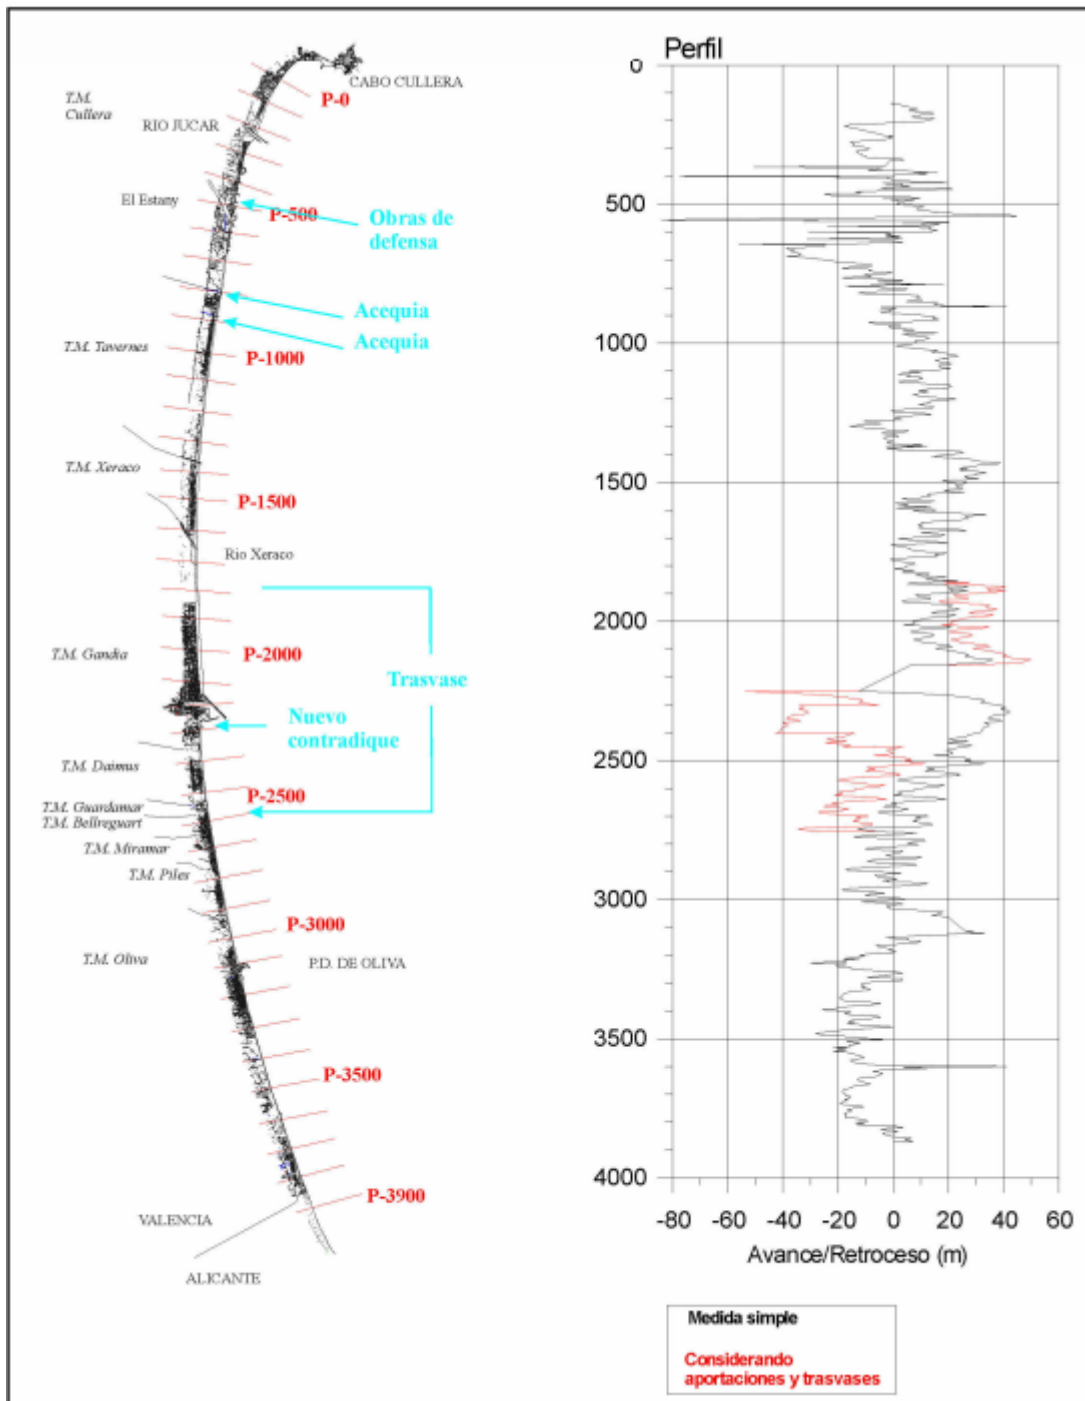 CABO CULLERA
P-0
T.M.
Cullera
RIO JUCAR
El Estany
P-500
Obras de
defensa
Acequia
Acequia
T.M. Tavernes
P-1000
T.M. Xeraco
P-1500
Rio Xeraco
T.M. Gandia
P-2000
Trasvase
Nuevo
contradique
T.M. Daimus
P-2500
T.M. Guardamar
T.M. Bellreguart
T.M. Miramar
T.M. Piles
P-3000
T.M. Oliva
P.D. DE OLIVA
P-3500
P-3900
VALENCIA
ALICANTE
Perfil
0
500
1000
1500
2000
2500
3000
3500
4000
-80 -60 -40 -20 0 20 40 60
Avance/Retroceso (m)
Medida simple
Considerando
aportaciones y trasvases